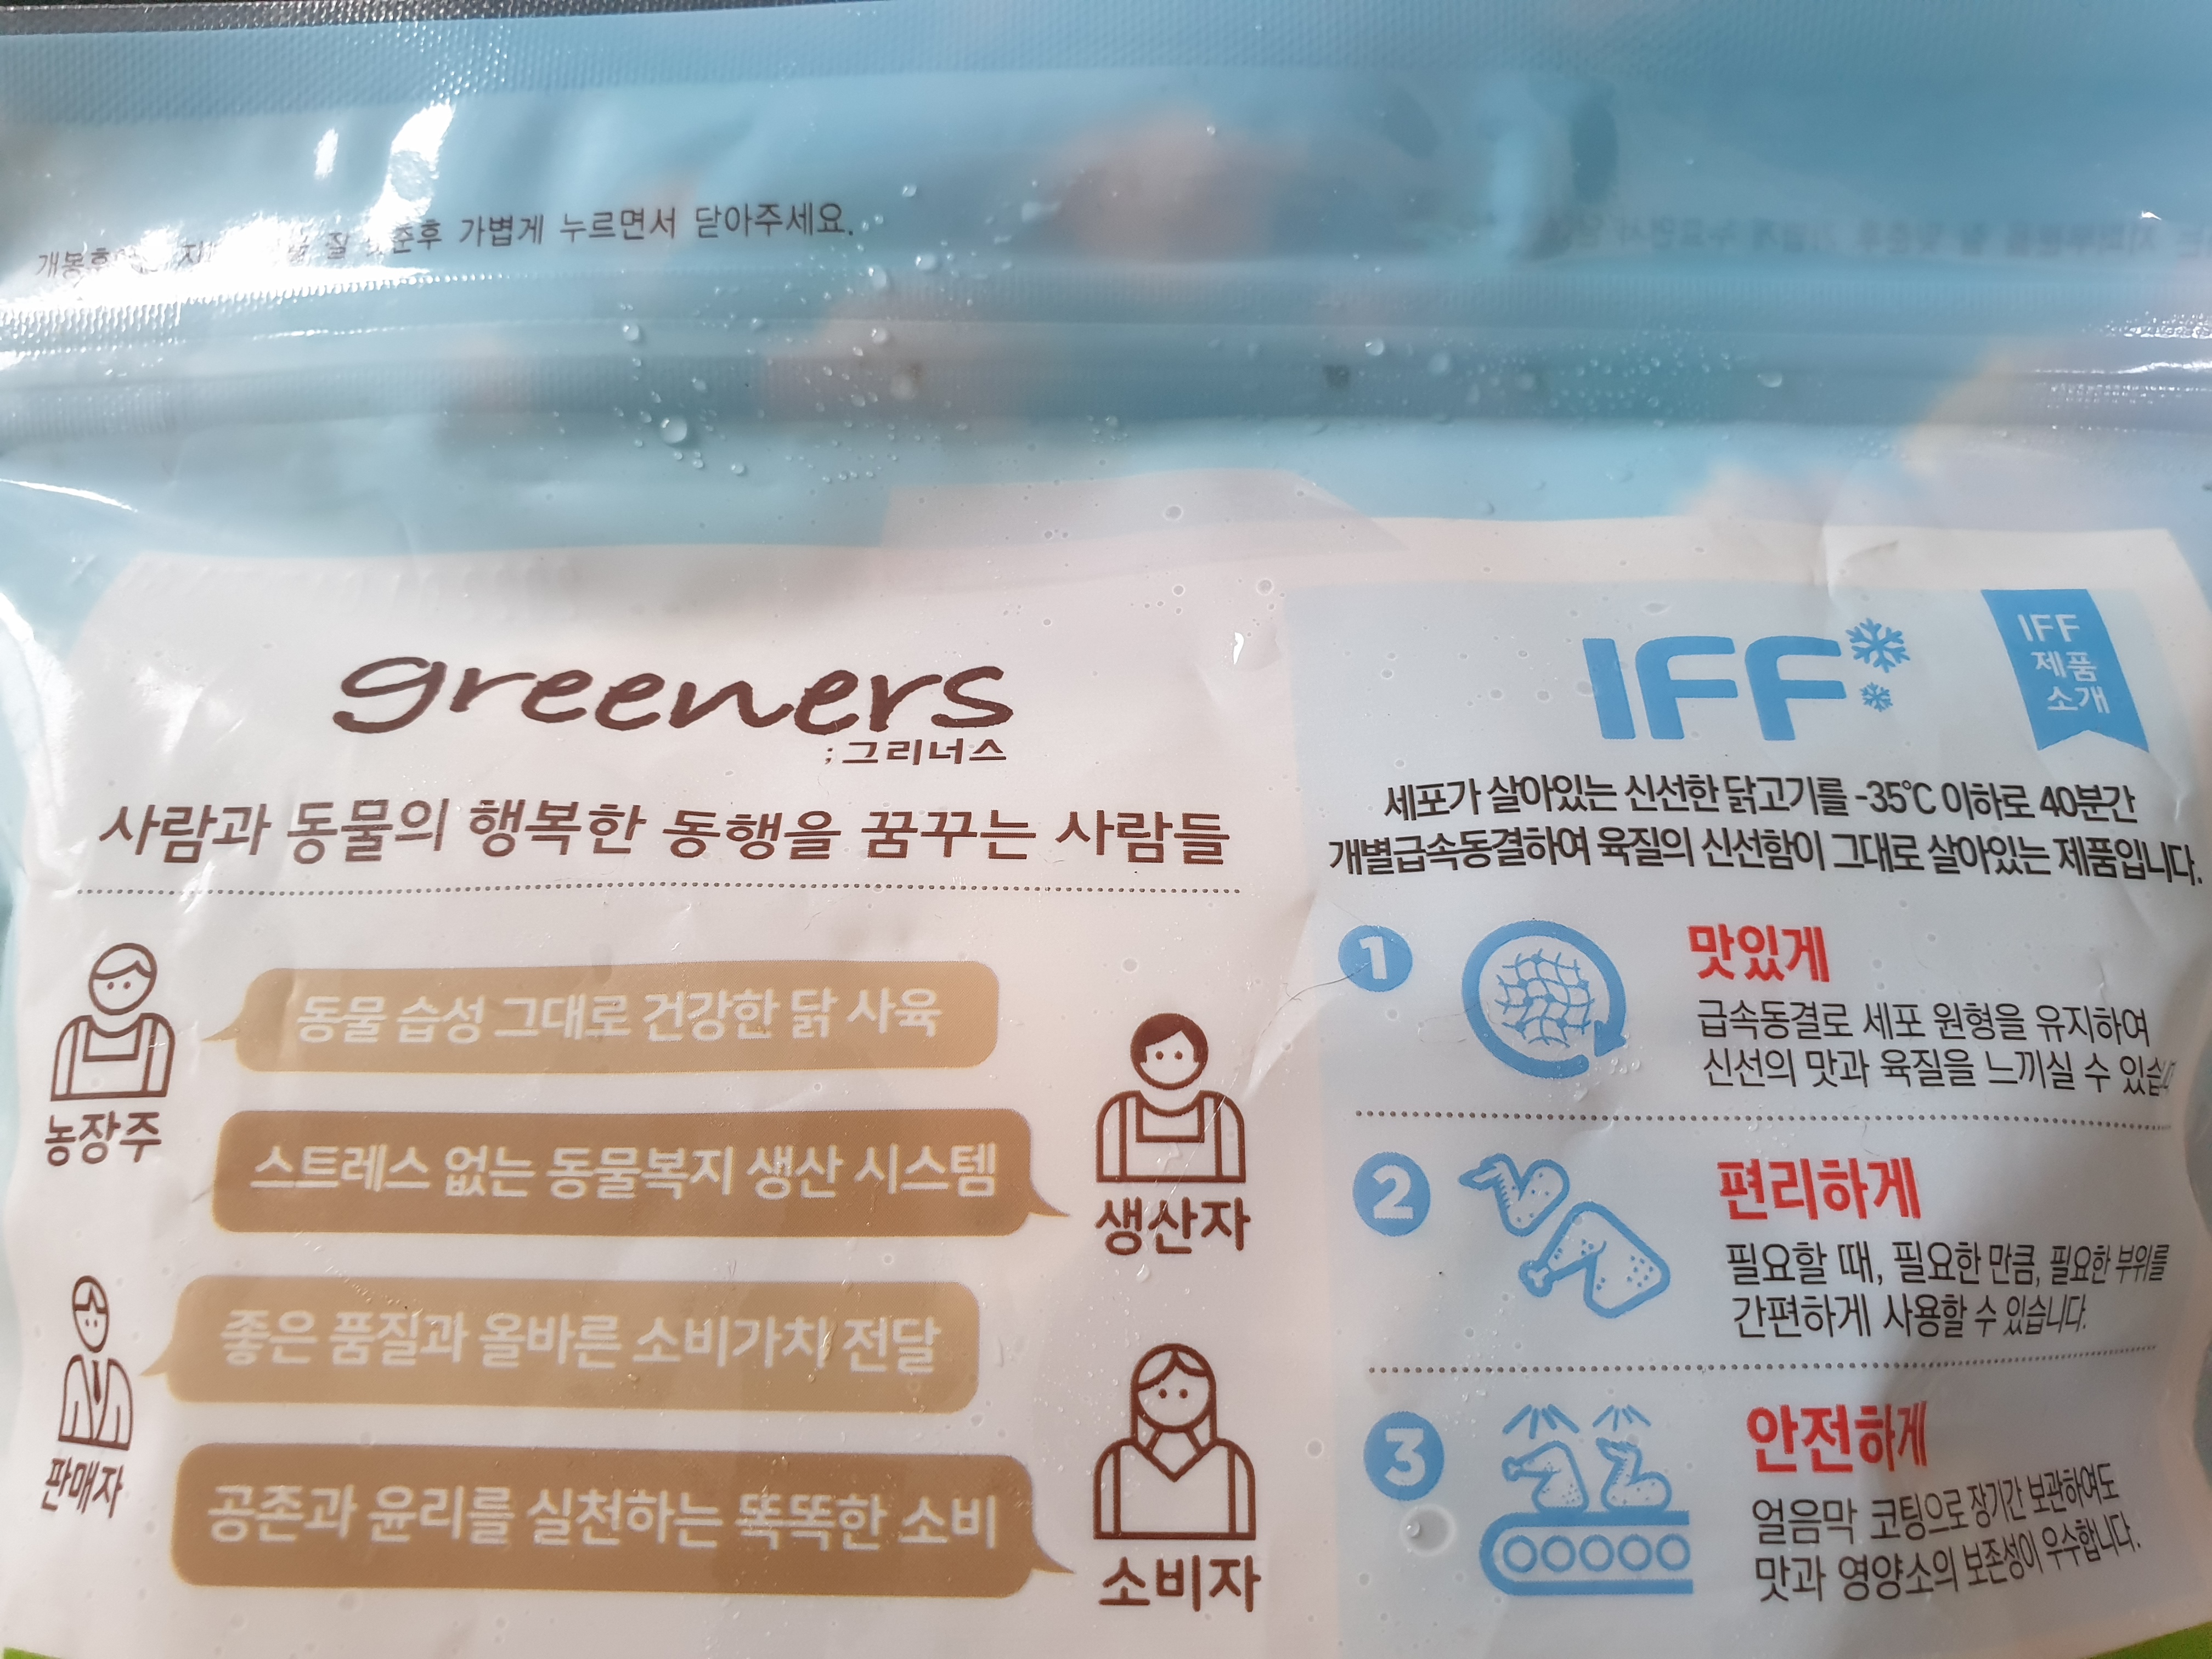 가볍게 누르면서 닫아주세요.
greeners
;그리너스
사람과 동물의 행복한 동행을 꿈꾸는 사람들
농장주
동물 습성 그대로 건강한 닭 사육
스트레스 없는 동물복지 생산 시스템
생산자
판매자
좋은 품질과 올바른 소비가치 전달
공존과 윤리를 실천하는 똑똑한 소비
소비자
IFF
IFF
제품
소개
세포가 살아있는 신선한 닭고기를 -35℃ 이하로 40분간
개별급속동결하여 육질의 신선함이 그대로 살아있는 제품입니다.
1
맛있게
급속동결로 세포 원형을 유지하여
신선의 맛과 육질을 느끼실 수
2
편리하게
필요할 때, 필요한 만큼, 필요한 부위를
간편하게 사용할 수 있습니다.
3
안전하게
얼음막 코팅으로 장기간 보관하여도
맛과 영양소의 보존성이 우수합니다.